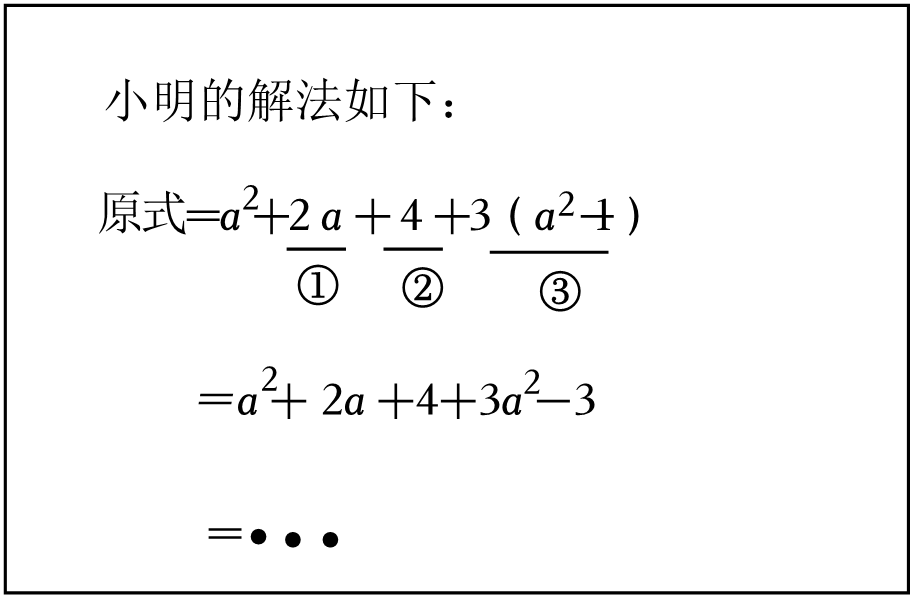 小明的解法如下：
原式=a²+2a+4+3(a²-1)
① ② ③
=a²+2a+4+3a²-3
=•••